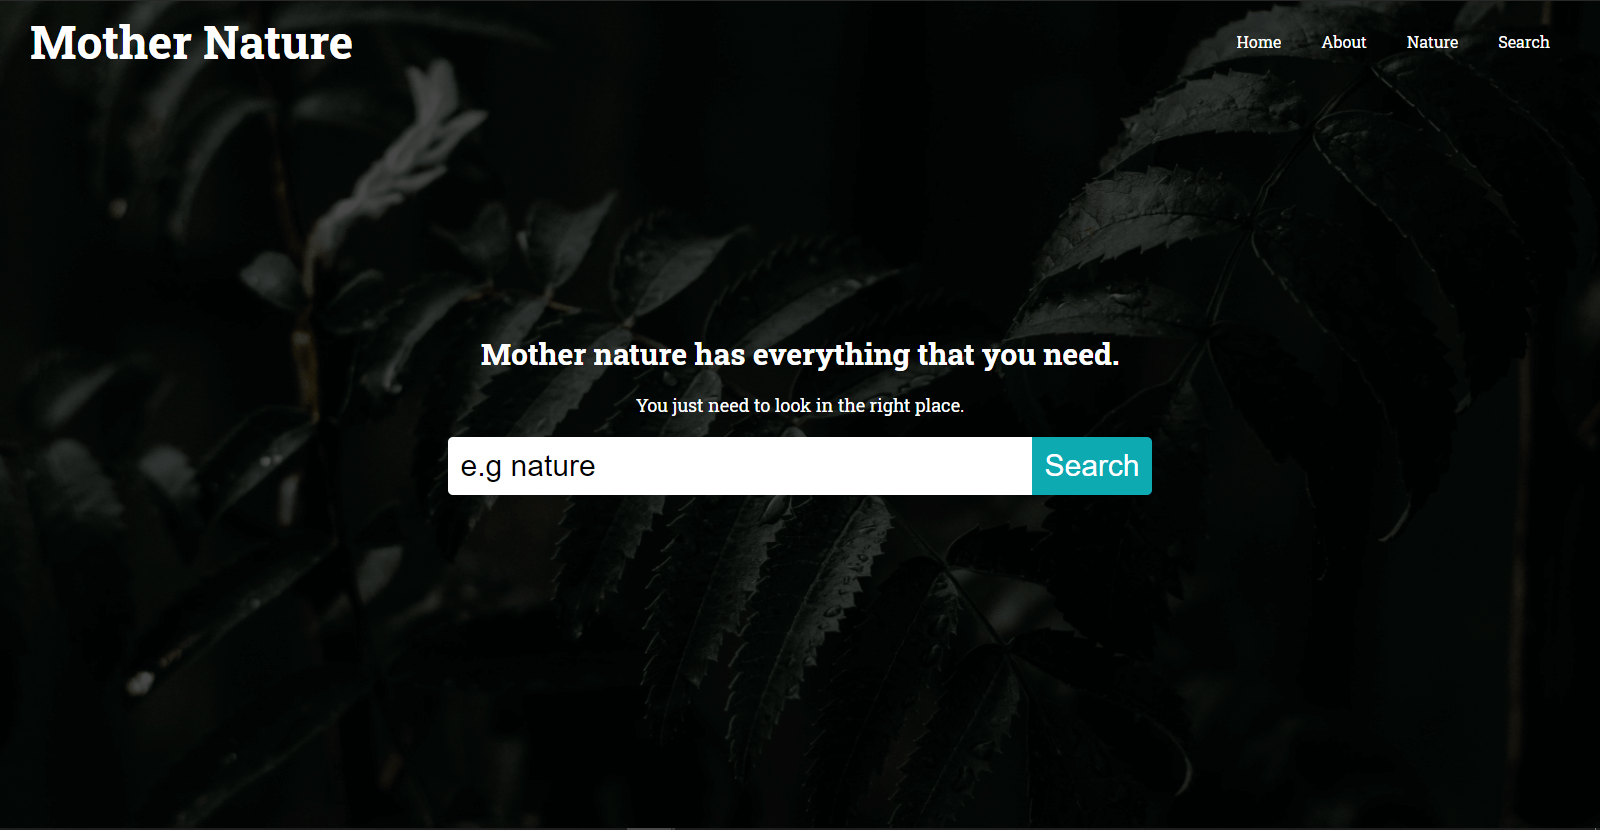 Mother Nature
Home About Nature Search
Mother nature has everything that you need.
You just need to look in the right place.
e.g nature
Search